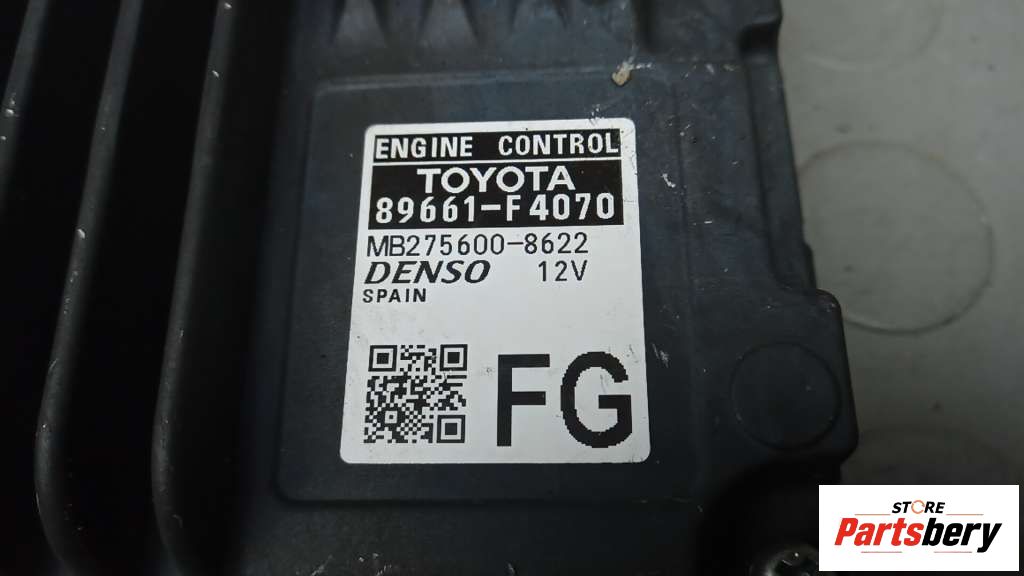 ENGINE CONTROL
TOYOTA
89661-F4070
MB275600-8622
DENSO 12V
SPAIN
FG
STORE
Partsbery